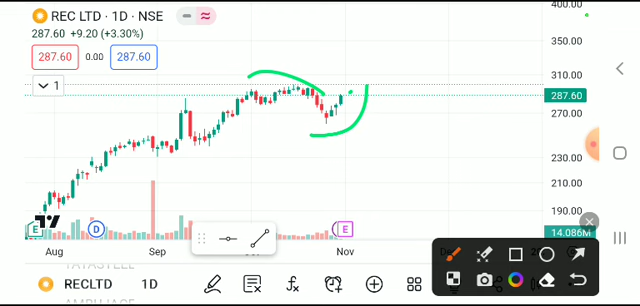 REC LTD · 1D · NSE
287.60 +9.20 (+3.30%)
287.60 0.00 287.60
1
400.00
350.00
310.00
287.60
270.00
230.00
210.00
190.00
14.086M
E D E
Aug Sep Nov
RECLTD 1D